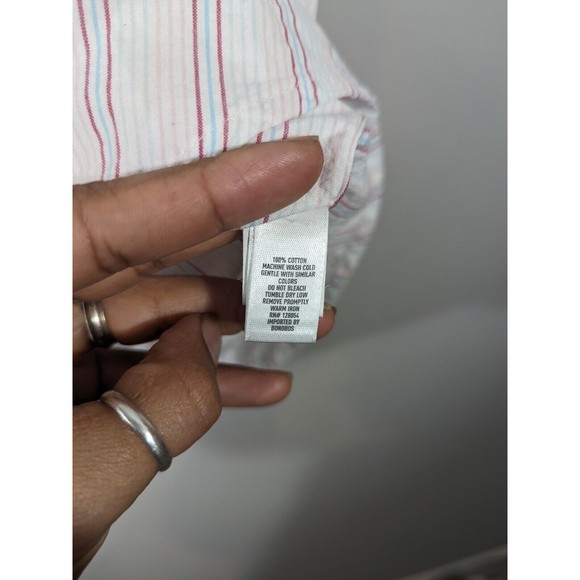 100% COTTON
MACHINE WASH COLD
GENTLE WITH SIMILAR
COLORS
DO NOT BLEACH
TUMBLE DRY LOW
REMOVE PROMPTLY
WARM IRON
RN# 128054
IMPORTED BY
BONOBOS